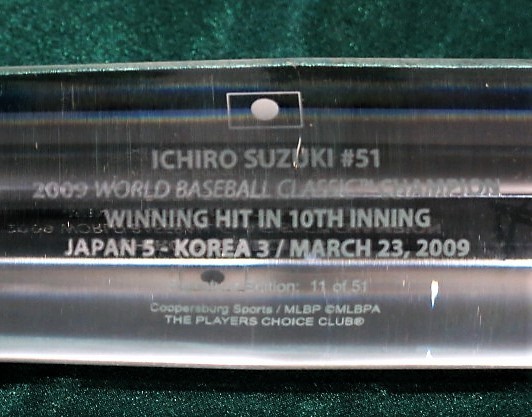 ICHIRO SUZUKI #51
2009 WORLD BASEBALL CLASSIC® CHAMPION
WINNING HIT IN 10TH INNING
JAPAN 5 - KOREA 3 / MARCH 23, 2009
Edition: 11 of 51
Coopersburg Sports / MLBP ©MLBPA
THE PLAYERS CHOICE CLUB®